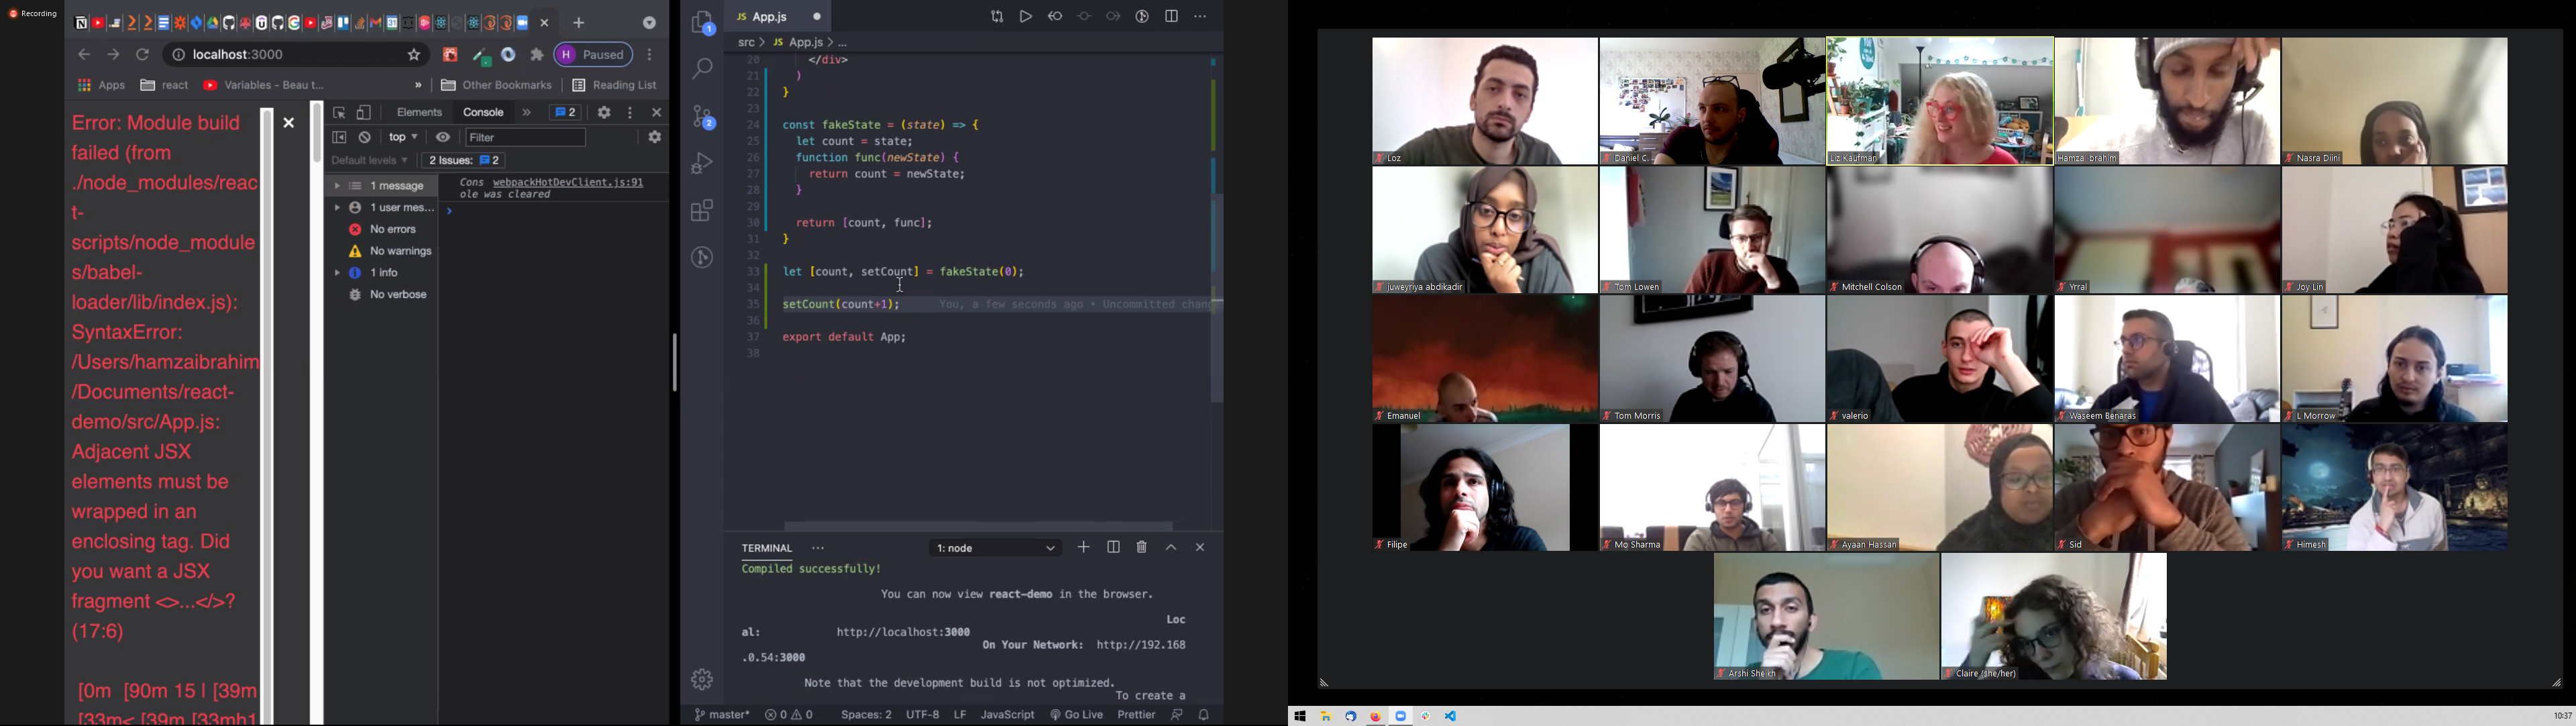 Recording
localhost:3000
H Paused
Apps
react
Variables - Beau t...
»
Other Bookmarks
Reading List
Error: Module build
failed (from
./node_modules/reac
t-
scripts/node_module
s/babel-
loader/lib/index.js):
SyntaxError:
/Users/hamzaibrahim
/Documents/react-
demo/src/App.js:
Adjacent JSX
elements must be
wrapped in an
enclosing tag. Did
you want a JSX
fragment <>...</>?
(17:6)
[0m [90m 15 | [39m
[33m< [39m [33mh1
Elements
Console
»
2
top
Filter
Default levels
2 Issues: 2
1 message
1 user mes...
No errors
No warnings
1 info
No verbose
Cons webpackHotDevClient.js:91
ole was cleared
›
1
2
JS App.js
src > JS App.js > ...
20 </div>
21 )
22 }
23
24 const fakeState = (state) => {
25 let count = state;
26 function func(newState) {
27 return count = newState;
28 }
29
30 return [count, func];
31 }
32
33 let [count, setCount] = fakeState(0);
34
35 setCount(count+1); You, a few seconds ago • Uncommitted chang
36
37 export default App;
38
TERMINAL
...
1: node
Compiled successfully!
You can now view react-demo in the browser.
Loc
al: http://localhost:3000
On Your Network: http://192.168
.0.54:3000
Note that the development build is not optimized.
To create a
master*
0 0
Spaces: 2
UTF-8
LF
JavaScript
Go Live
Prettier
Loz
Daniel C.
Liz Kaufman
Hamza Ibrahim
Nasra Diini
juweyriya abdikadir
Tom Lowen
Mitchell Colson
Yrral
Joy Lin
Emanuel
Tom Morris
valerio
Waseem Benaras
L Morrow
Filipe
Mo Sharma
Ayaan Hassan
Sid
Himesh
Arshi Sheikh
Claire (she/her)
10:37